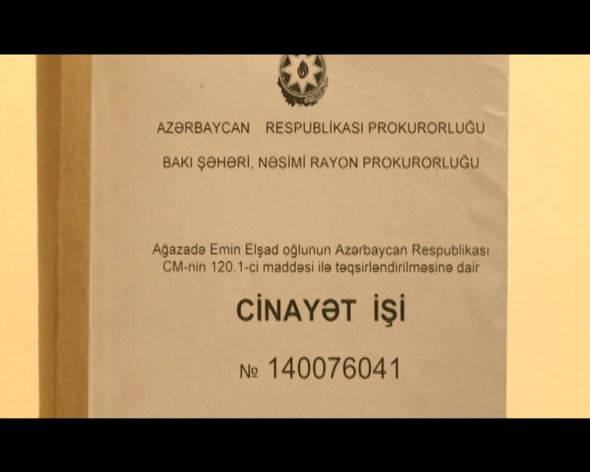 AZƏRBAYCAN RESPUBLİKASI PROKURORLUĞU
BAKI ŞƏHƏRİ, NƏSİMİ RAYON PROKURORLUĞU
Ağazadə Emin Elşad oğlunun Azərbaycan Respublikası
CM-nin 120.1-ci maddəsi ilə təqsirləndirilməsinə dair
CİNAYƏT İŞİ
№ 140076041